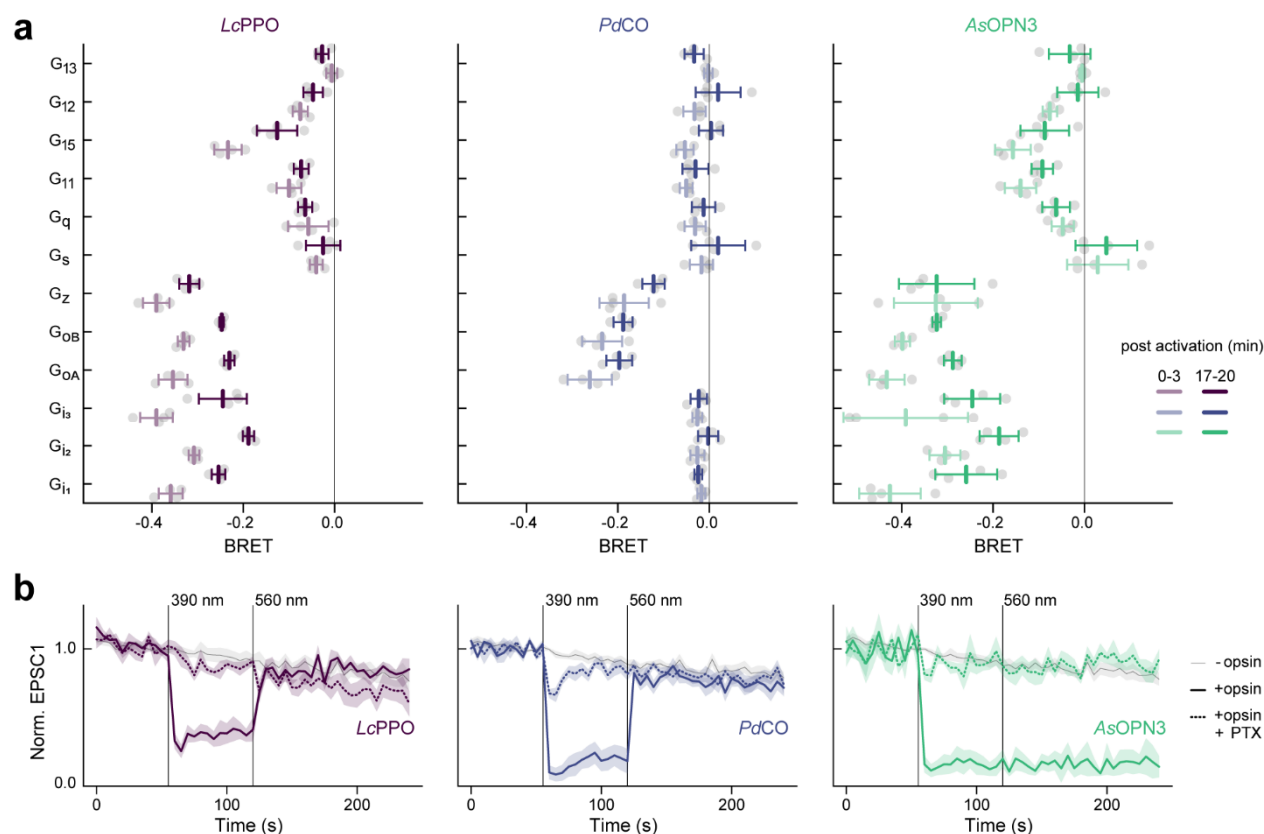 a
LcPPO PdCO AsOPN3
G13
G12
G15
G11
Gq
Gs
Gz
GoB
GoA
Gi3
Gi2
Gi1
post activation (min)
0-3 17-20
-0.4 -0.2 0.0 -0.4 -0.2 0.0 -0.4 -0.2 0.0
BRET BRET BRET
b
390 nm 560 nm 390 nm 560 nm 390 nm 560 nm
Norm. EPSC1
1.0
0.0
LcPPO PdCO AsOPN3
- opsin
+opsin
+opsin
+ PTX
0 100 200 0 100 200 0 100 200
Time (s) Time (s) Time (s)